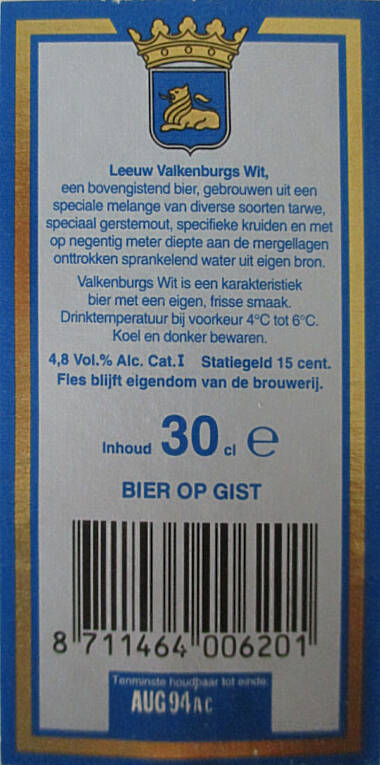 Leeuw Valkenburgs Wit,
een bovengistend bier, gebrouwen uit een
speciale melange van diverse soorten tarwe,
speciaal gerstemout, specifieke kruiden en met
op negentig meter diepte aan de mergellagen
onttrokken sprankelend water uit eigen bron.
Valkenburgs Wit is een karakteristiek
bier met een eigen, frisse smaak.
Drinktemperatuur bij voorkeur 4°C tot 6°C.
Koel en donker bewaren.
4,8 Vol.% Alc. Cat.I Statiegeld 15 cent.
Fles blijft eigendom van de brouwerij.
Inhoud 30 cl e
BIER OP GIST
8 711464 006201
Tenminste houdbaar tot einde:
AUG 94 AC